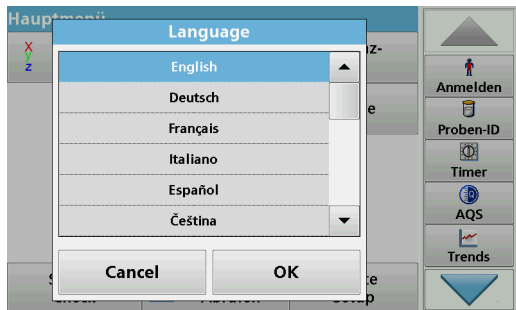 Hauptmenü
Language
X
y
z
English
Deutsch
Français
Italiano
Español
Čeština
Cancel
OK
Anmelden
Proben-ID
Timer
AQS
Trends